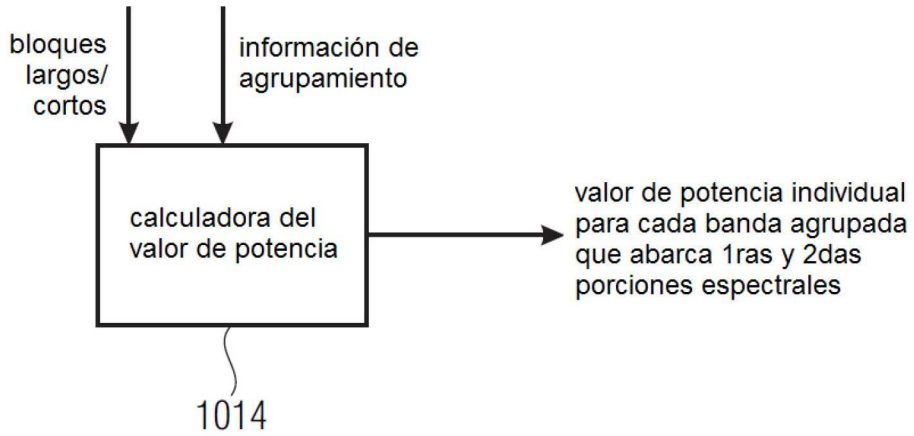 bloques
largos/
cortos
información de
agrupamiento
calculadora del
valor de potencia
valor de potencia individual
para cada banda agrupada
que abarca 1ras y 2das
porciones espectrales
1014